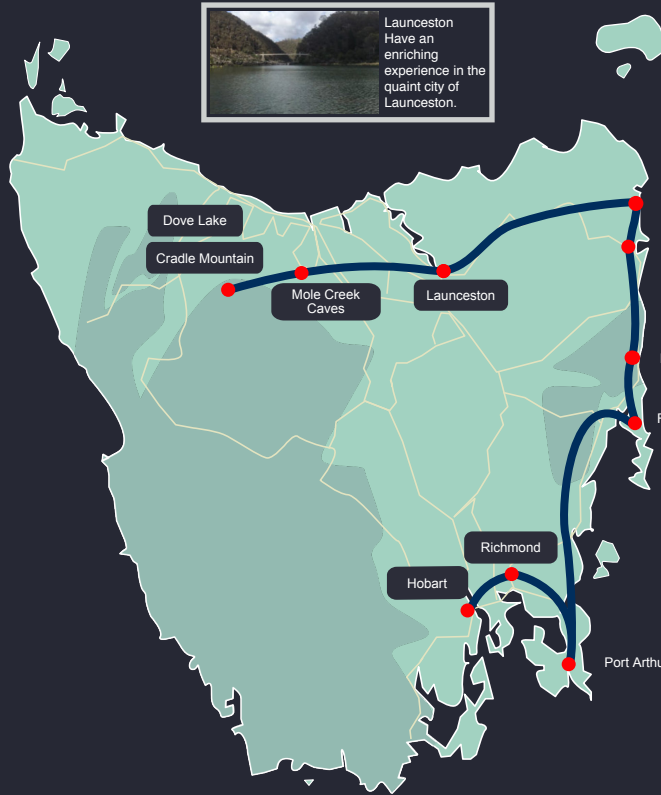 Launceston
Have an
enriching
experience in the
quaint city of
Launceston.
Dove Lake
Cradle Mountain
Mole Creek
Caves
Launceston
Richmond
Hobart